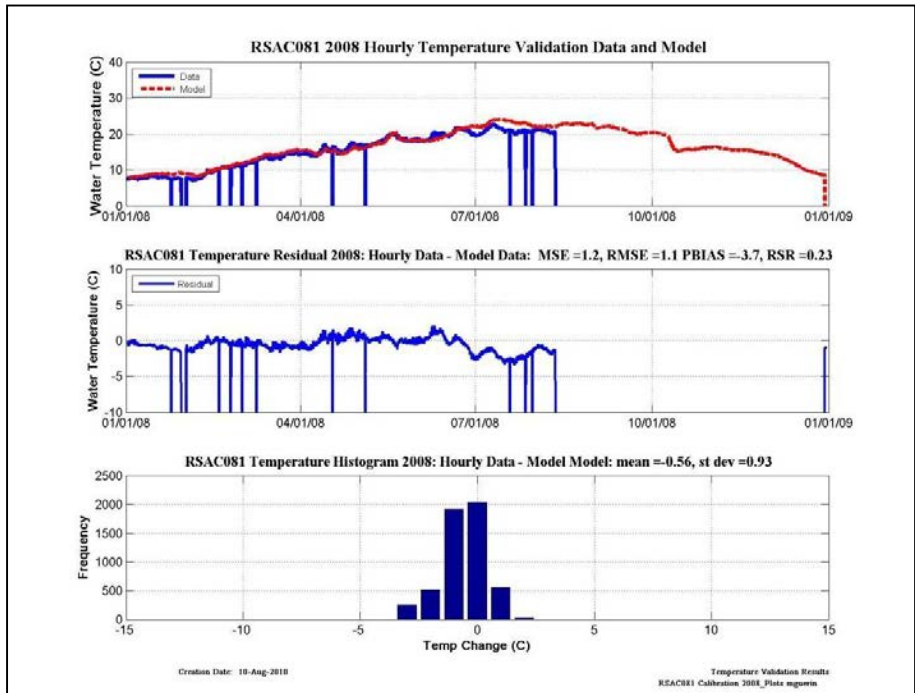 RSAC081 2008 Hourly Temperature Validation Data and Model
Water Temperature (C)
40
30
20
10
0
Data
Model
01/01/08 04/01/08 07/01/08 10/01/08 01/01/09
RSAC081 Temperature Residual 2008: Hourly Data - Model Data: MSE =1.2, RMSE =1.1 PBIAS =-3.7, RSR =0.23
Water Temperature (C)
10
5
0
-5
-10
Residual
01/01/08 04/01/08 07/01/08 10/01/08 01/01/09
RSAC081 Temperature Histogram 2008: Hourly Data - Model Model: mean =-0.56, st dev =0.93
Frequency
2500
2000
1500
1000
500
0
-15 -10 -5 0 5 10 15
Temp Change (C)
Creation Date: 10-Aug-2010
Temperature Validation Results
RSAC081 Calibration 2008_Plots mguerin